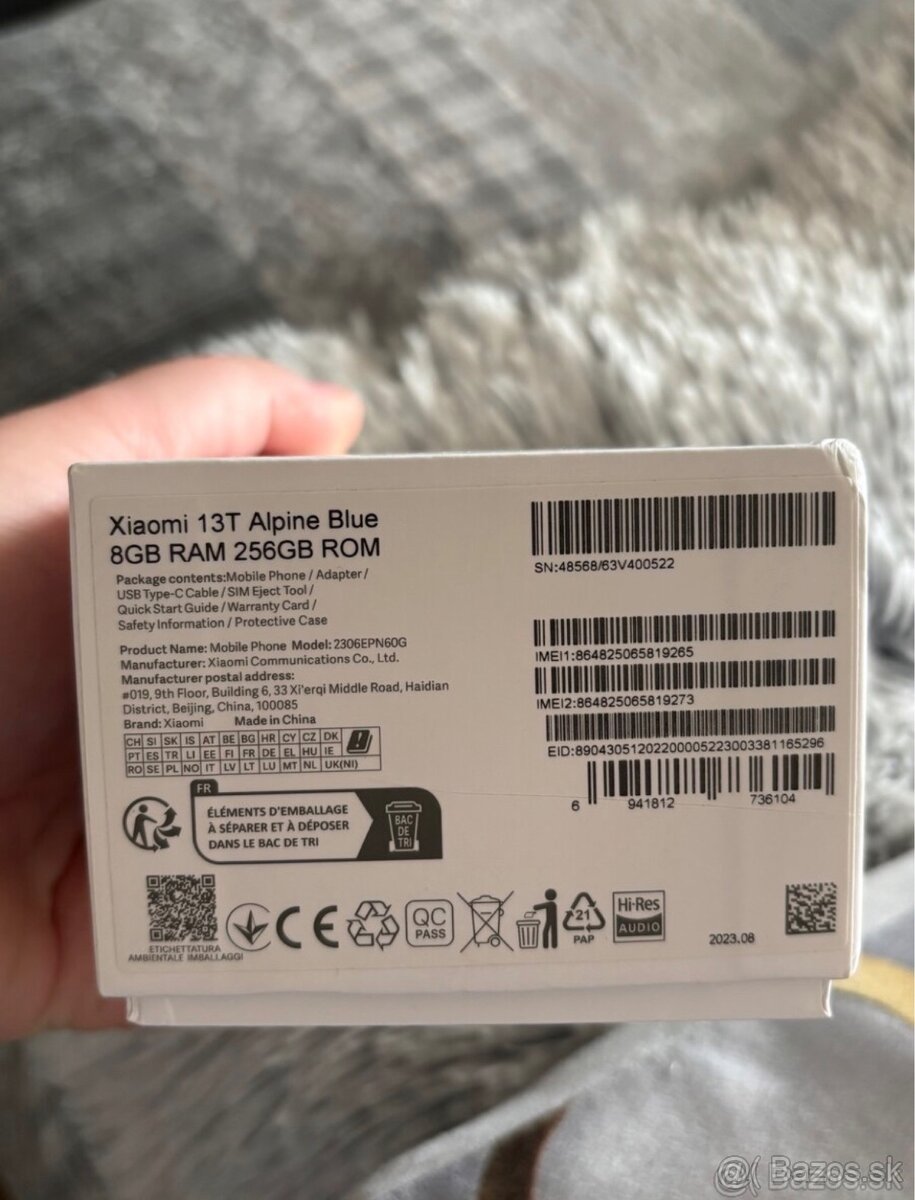 Xiaomi 13T Alpine Blue
8GB RAM 256GB ROM
Package contents:Mobile Phone / Adapter /
USB Type-C Cable / SIM Eject Tool /
Quick Start Guide / Warranty Card /
Safety Information / Protective Case
Product Name: Mobile Phone Model: 2306EPN60G
Manufacturer: Xiaomi Communications Co., Ltd.
Manufacturer postal address:
#019, 9th Floor, Building 6, 33 Xi'erqi Middle Road, Haidian
District, Beijing, China, 100085
Brand: Xiaomi Made in China
CH SI SK IS AT BE BG HR CY CZ DK
PT ES TR LI EE FI FR DE EL HU IE
RO SE PL NO IT LV LT LU MT NL UK(NI)
FR
ÉLÉMENTS D'EMBALLAGE
À SÉPARER ET À DÉPOSER
DANS LE BAC DE TRI
BAC
DE
TRI
ETICHETTATURA
AMBIENTALE IMBALLAGGI
CE
QC
PASS
21
PAP
Hi-Res
AUDIO
2023.08
SN:48568/63V400522
IMEI1:864825065819265
IMEI2:864825065819273
EID:89043051202200005223003381165296
6 941812 736104
Bazos.sk